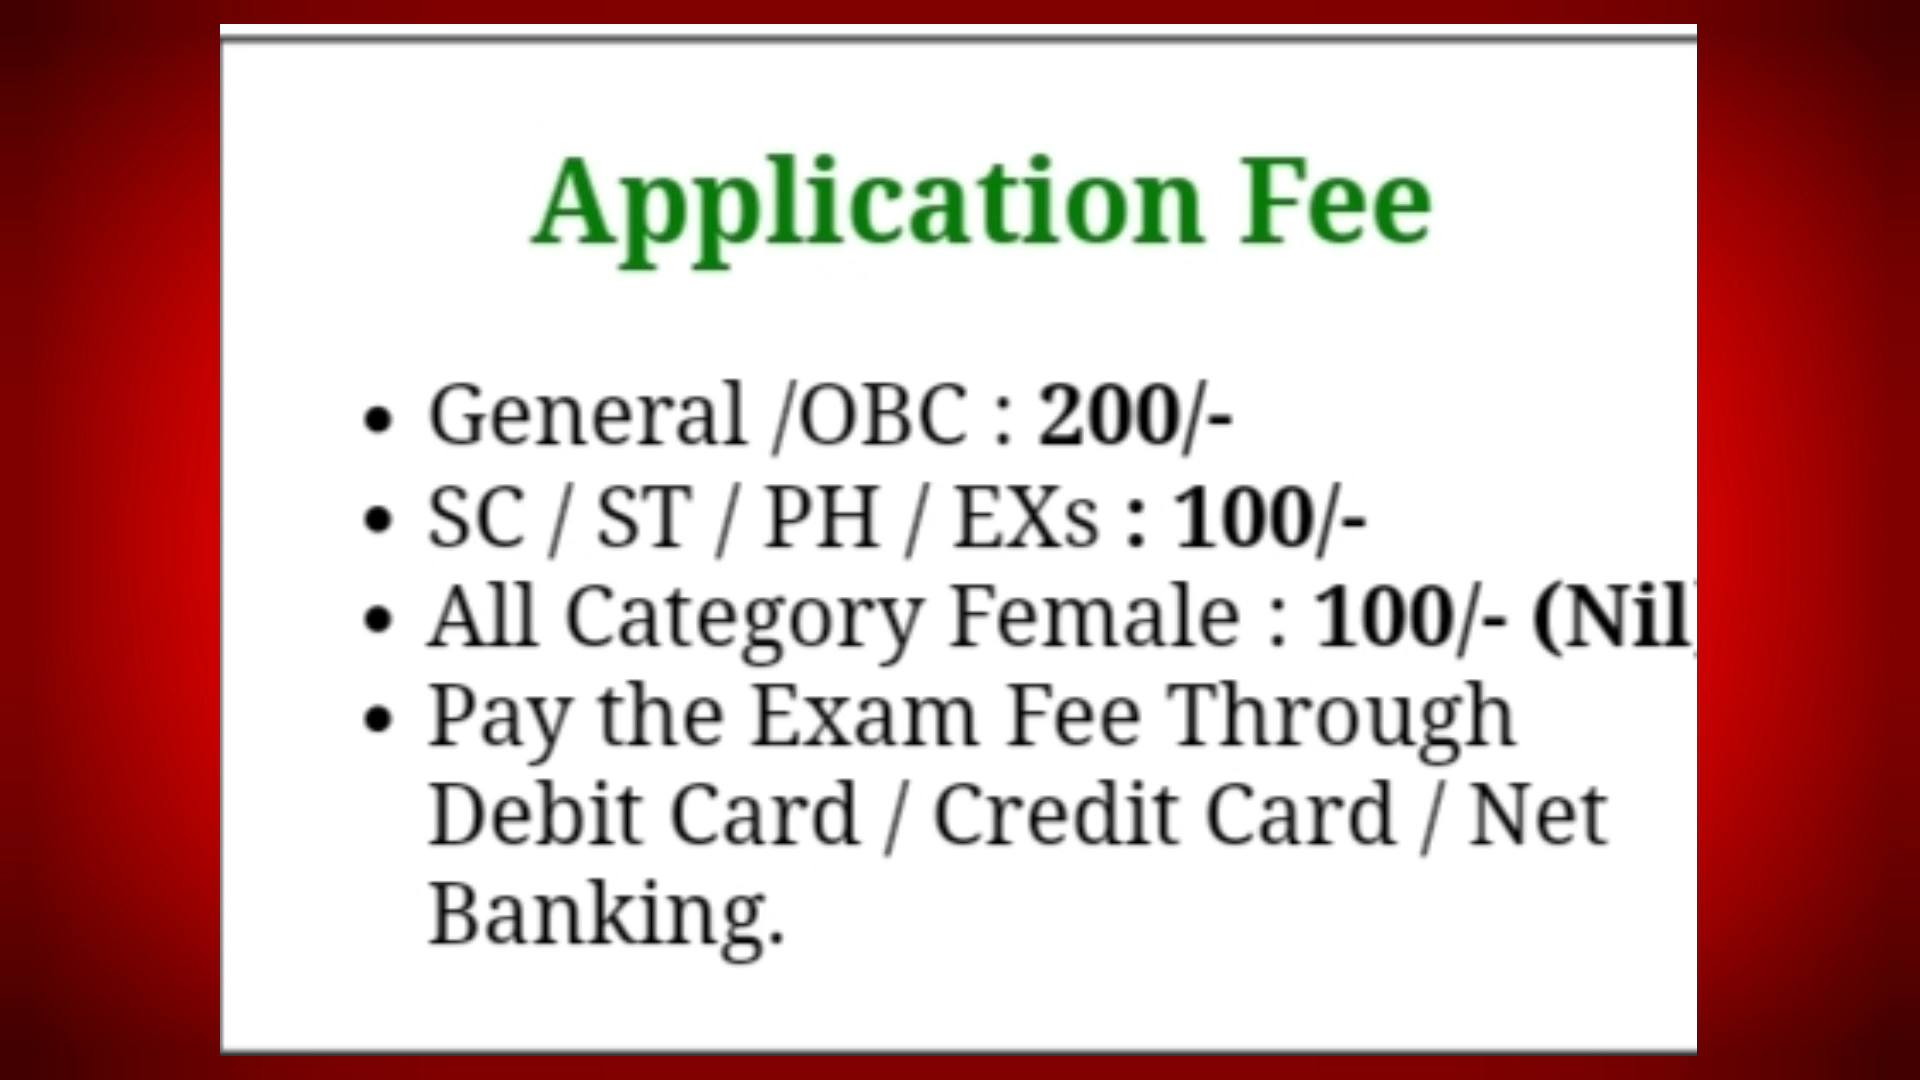 Application Fee
General /OBC : 200/-
SC / ST / PH / EXs : 100/-
All Category Female : 100/- (Nil)
Pay the Exam Fee Through
Debit Card / Credit Card / Net
Banking.